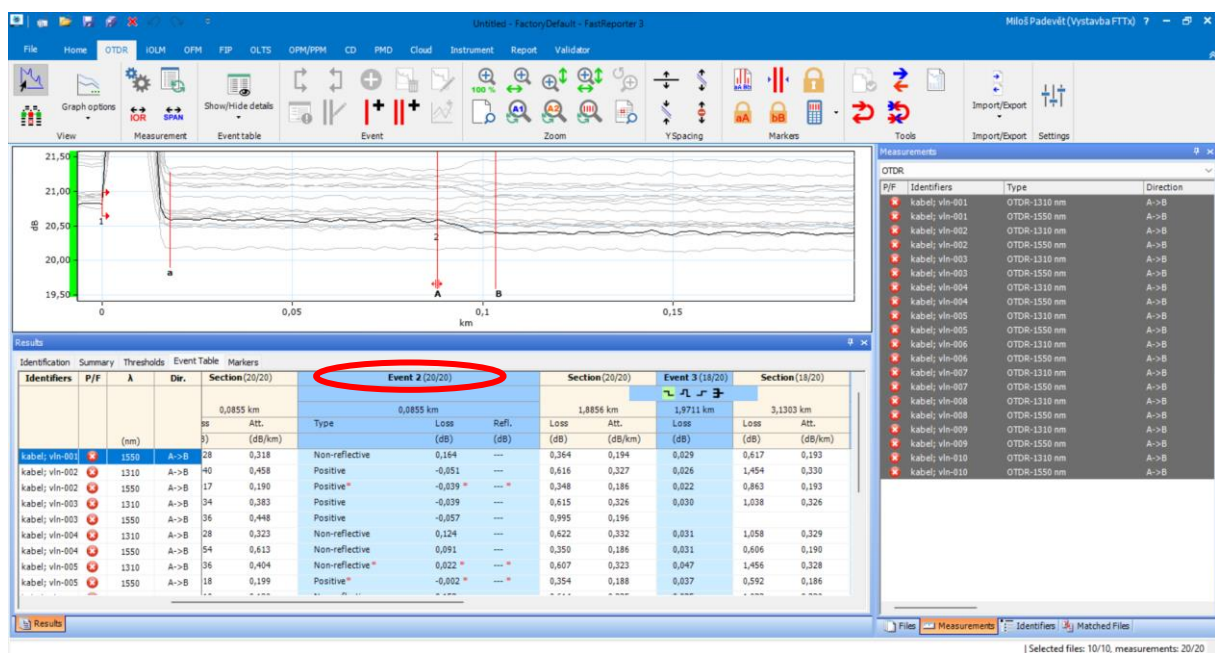 Untitled - FactoryDefault - FastReporter 3
Miloš Padevět (Vystavba FTTx) ?
File Home OTDR iOLM OFM FIP OLTS OPM/PPM CD PMD Cloud Instrument Report Validator
Graph options
IOR SPAN
Show/Hide details
100 %
A1 A2
aA bB
Import/Export
View Measurement Event table Event Zoom Y Spacing Markers Tools Import/Export Settings
21,50
21,00
20,50
20,00
19,50
dB
1
2
a
A
B
0 0,05 0,1 0,15
km
Measurements
OTDR
P/F Identifiers Type Direction
kabel; vln-001 OTDR-1310 nm A->B
kabel; vln-001 OTDR-1550 nm A->B
kabel; vln-002 OTDR-1310 nm A->B
kabel; vln-002 OTDR-1550 nm A->B
kabel; vln-003 OTDR-1310 nm A->B
kabel; vln-003 OTDR-1550 nm A->B
kabel; vln-004 OTDR-1310 nm A->B
kabel; vln-004 OTDR-1550 nm A->B
kabel; vln-005 OTDR-1310 nm A->B
kabel; vln-005 OTDR-1550 nm A->B
kabel; vln-006 OTDR-1310 nm A->B
kabel; vln-006 OTDR-1550 nm A->B
kabel; vln-007 OTDR-1310 nm A->B
kabel; vln-007 OTDR-1550 nm A->B
kabel; vln-008 OTDR-1310 nm A->B
kabel; vln-008 OTDR-1550 nm A->B
kabel; vln-009 OTDR-1310 nm A->B
kabel; vln-009 OTDR-1550 nm A->B
kabel; vln-010 OTDR-1310 nm A->B
kabel; vln-010 OTDR-1550 nm A->B
Results
Identification Summary Thresholds Event Table Markers
Identifiers P/F λ Dir. Section (20/20) Event 2 (20/20) Section (20/20) Event 3 (18/20) Section (18/20)
0,0855 km 0,0855 km 1,8856 km 1,9711 km 3,1303 km
ss Att. Type Loss Refl. Loss Att. Loss Loss Att.
(nm) (dB/km) (dB) (dB) (dB) (dB/km) (dB) (dB) (dB/km)
kabel; vln-001 1550 A->B 28 0,318 Non-reflective 0,164 --- 0,364 0,194 0,029 0,617 0,193
kabel; vln-002 1310 A->B 40 0,458 Positive -0,051 --- 0,616 0,327 0,026 1,454 0,330
kabel; vln-002 1550 A->B 17 0,190 Positive* -0,039 * --- * 0,348 0,186 0,022 0,863 0,193
kabel; vln-003 1310 A->B 34 0,383 Positive -0,039 --- 0,615 0,326 0,030 1,038 0,326
kabel; vln-003 1550 A->B 36 0,448 Positive -0,057 --- 0,995 0,196
kabel; vln-004 1310 A->B 28 0,323 Non-reflective 0,124 --- 0,622 0,332 0,031 1,058 0,329
kabel; vln-004 1550 A->B 54 0,613 Non-reflective 0,091 --- 0,350 0,186 0,031 0,606 0,190
kabel; vln-005 1310 A->B 36 0,404 Non-reflective* 0,022 * --- * 0,607 0,323 0,047 1,456 0,328
kabel; vln-005 1550 A->B 18 0,199 Positive* -0,002 * --- * 0,354 0,188 0,037 0,592 0,186
Results
Files Measurements Identifiers Matched Files
Selected files: 10/10, measurements: 20/20